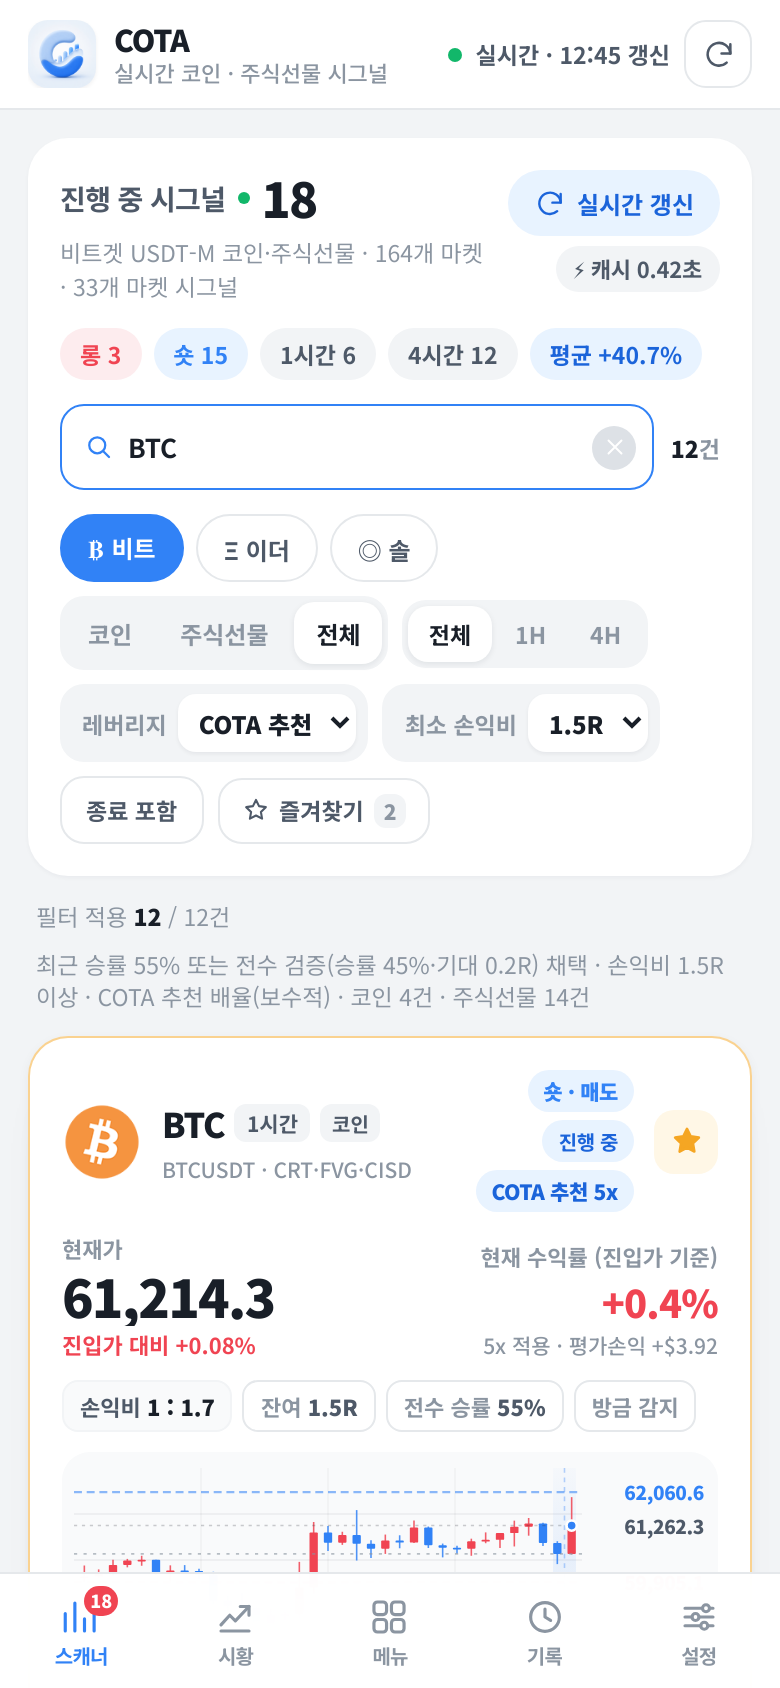 COTA
실시간 코인 · 주식선물 시그널
실시간 · 12:45 갱신
진행 중 시그널 18
실시간 갱신
비트겟 USDT-M 코인·주식선물 · 164개 마켓
· 33개 마켓 시그널
⚡ 캐시 0.42초
롱 3
숏 15
1시간 6
4시간 12
평균 +40.7%
BTC
12건
₿ 비트
Ξ 이더
◎ 솔
코인
주식선물
전체
전체
1H
4H
레버리지
COTA 추천
최소 손익비
1.5R
종료 포함
즐겨찾기 2
필터 적용 12 / 12건
최근 승률 55% 또는 전수 검증(승률 45%·기대 0.2R) 채택 · 손익비 1.5R
이상 · COTA 추천 배율(보수적) · 코인 4건 · 주식선물 14건
BTC 1시간 코인
BTCUSDT · CRT·FVG·CISD
숏 · 매도
진행 중
COTA 추천 5x
현재가
61,214.3
진입가 대비 +0.08%
현재 수익률 (진입가 기준)
+0.4%
5x 적용 · 평가손익 +$3.92
손익비 1 : 1.7
잔여 1.5R
전수 승률 55%
방금 감지
62,060.6
61,262.3
18
스캐너
시황
메뉴
기록
설정